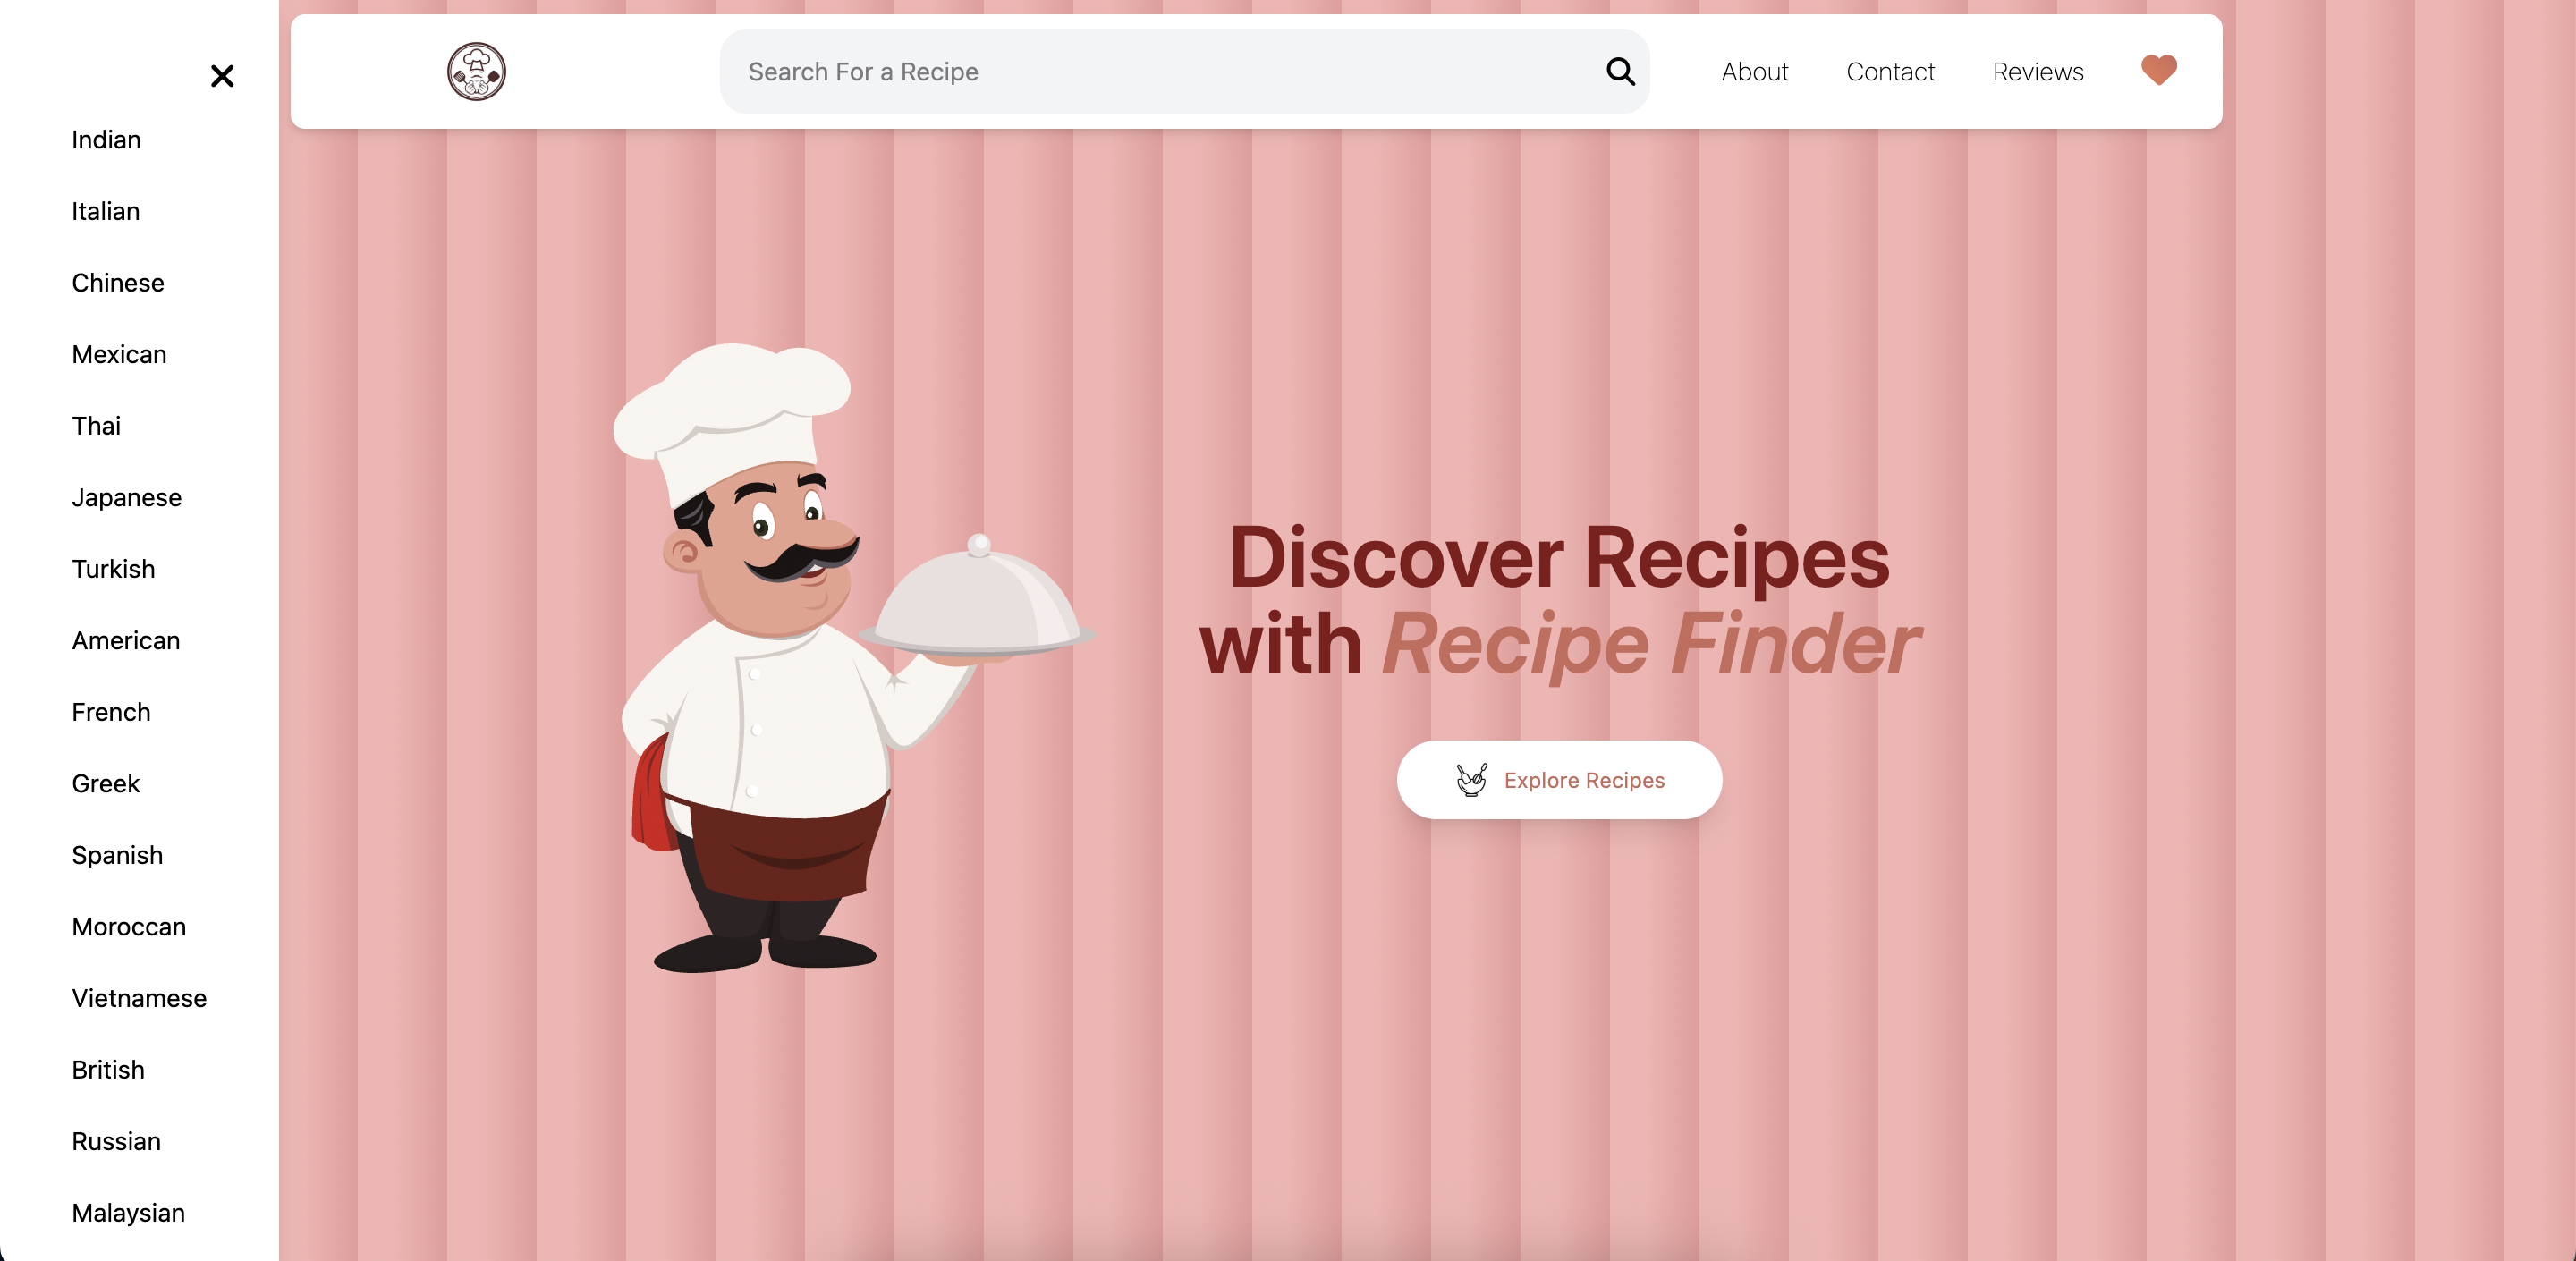 Indian
Italian
Chinese
Mexican
Thai
Japanese
Turkish
American
French
Greek
Spanish
Moroccan
Vietnamese
British
Russian
Malaysian
Search For a Recipe
About
Contact
Reviews
Discover Recipes
with Recipe Finder
Explore Recipes